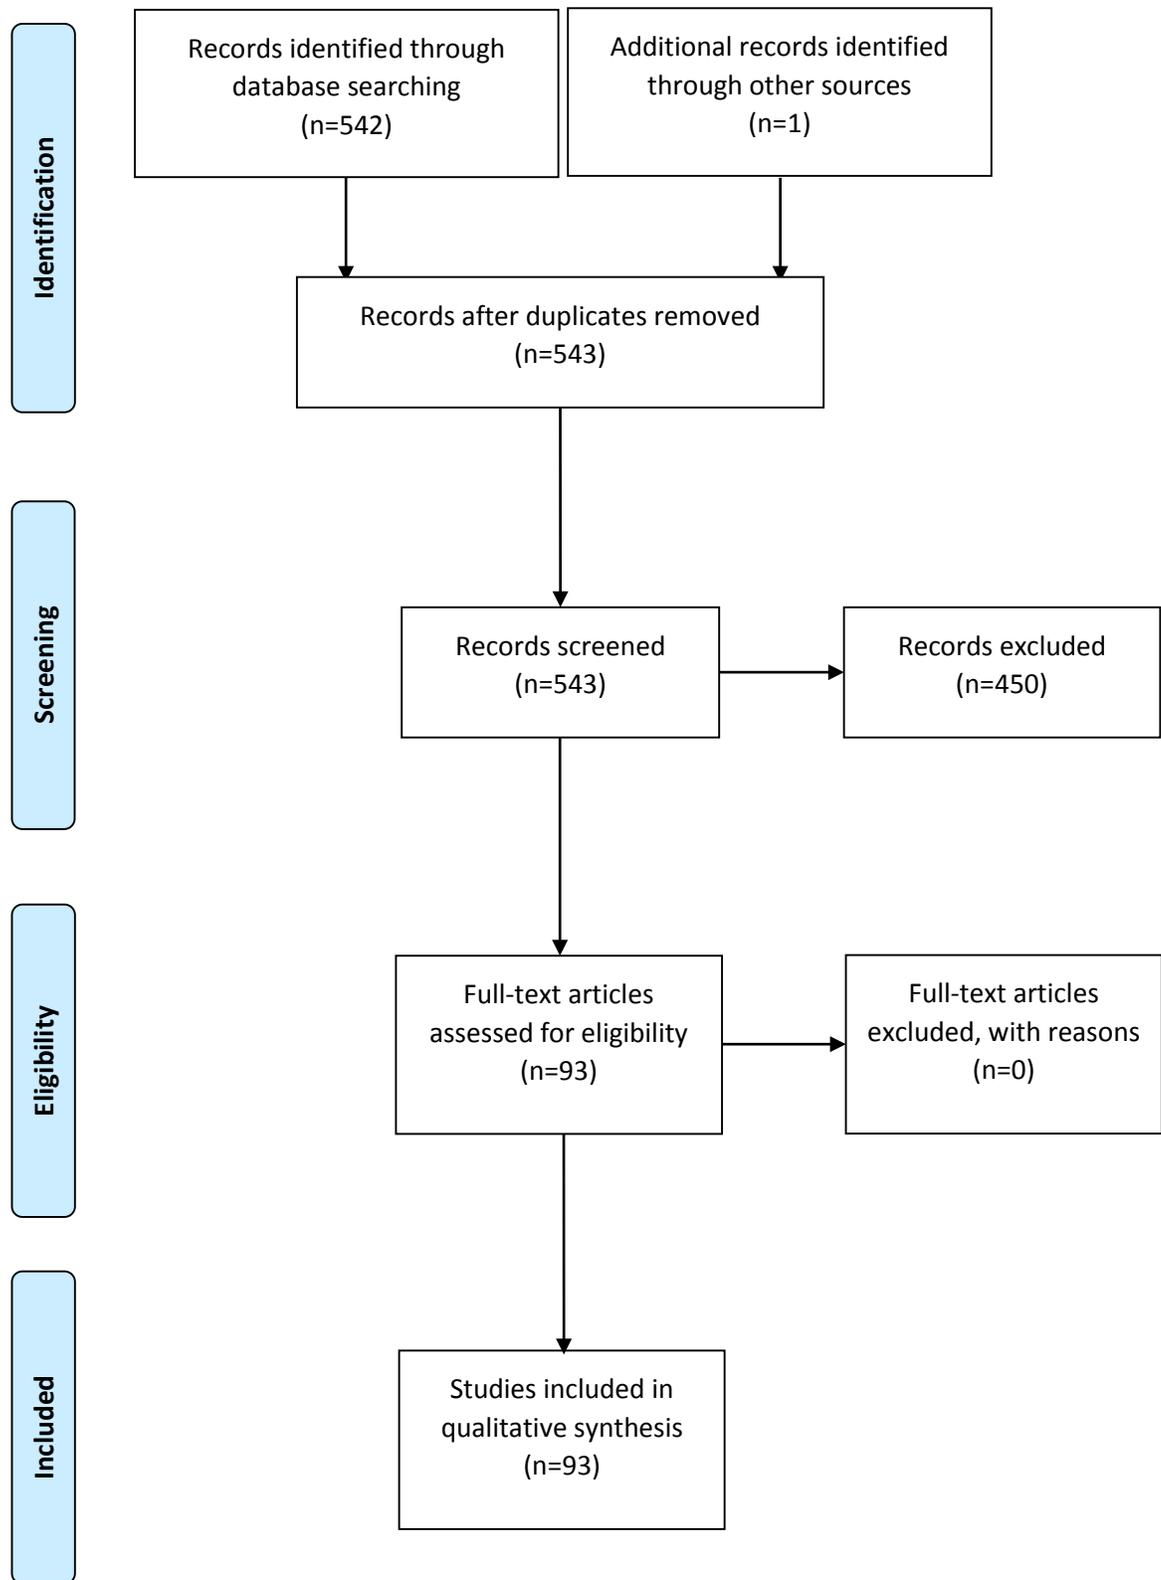 Identification
Records identified through
database searching
(n=542)
Additional records identified
through other sources
(n=1)
Records after duplicates removed
(n=543)
Screening
Records screened
(n=543)
Records excluded
(n=450)
Eligibility
Full-text articles
assessed for eligibility
(n=93)
Full-text articles
excluded, with reasons
(n=0)
Included
Studies included in
qualitative synthesis
(n=93)